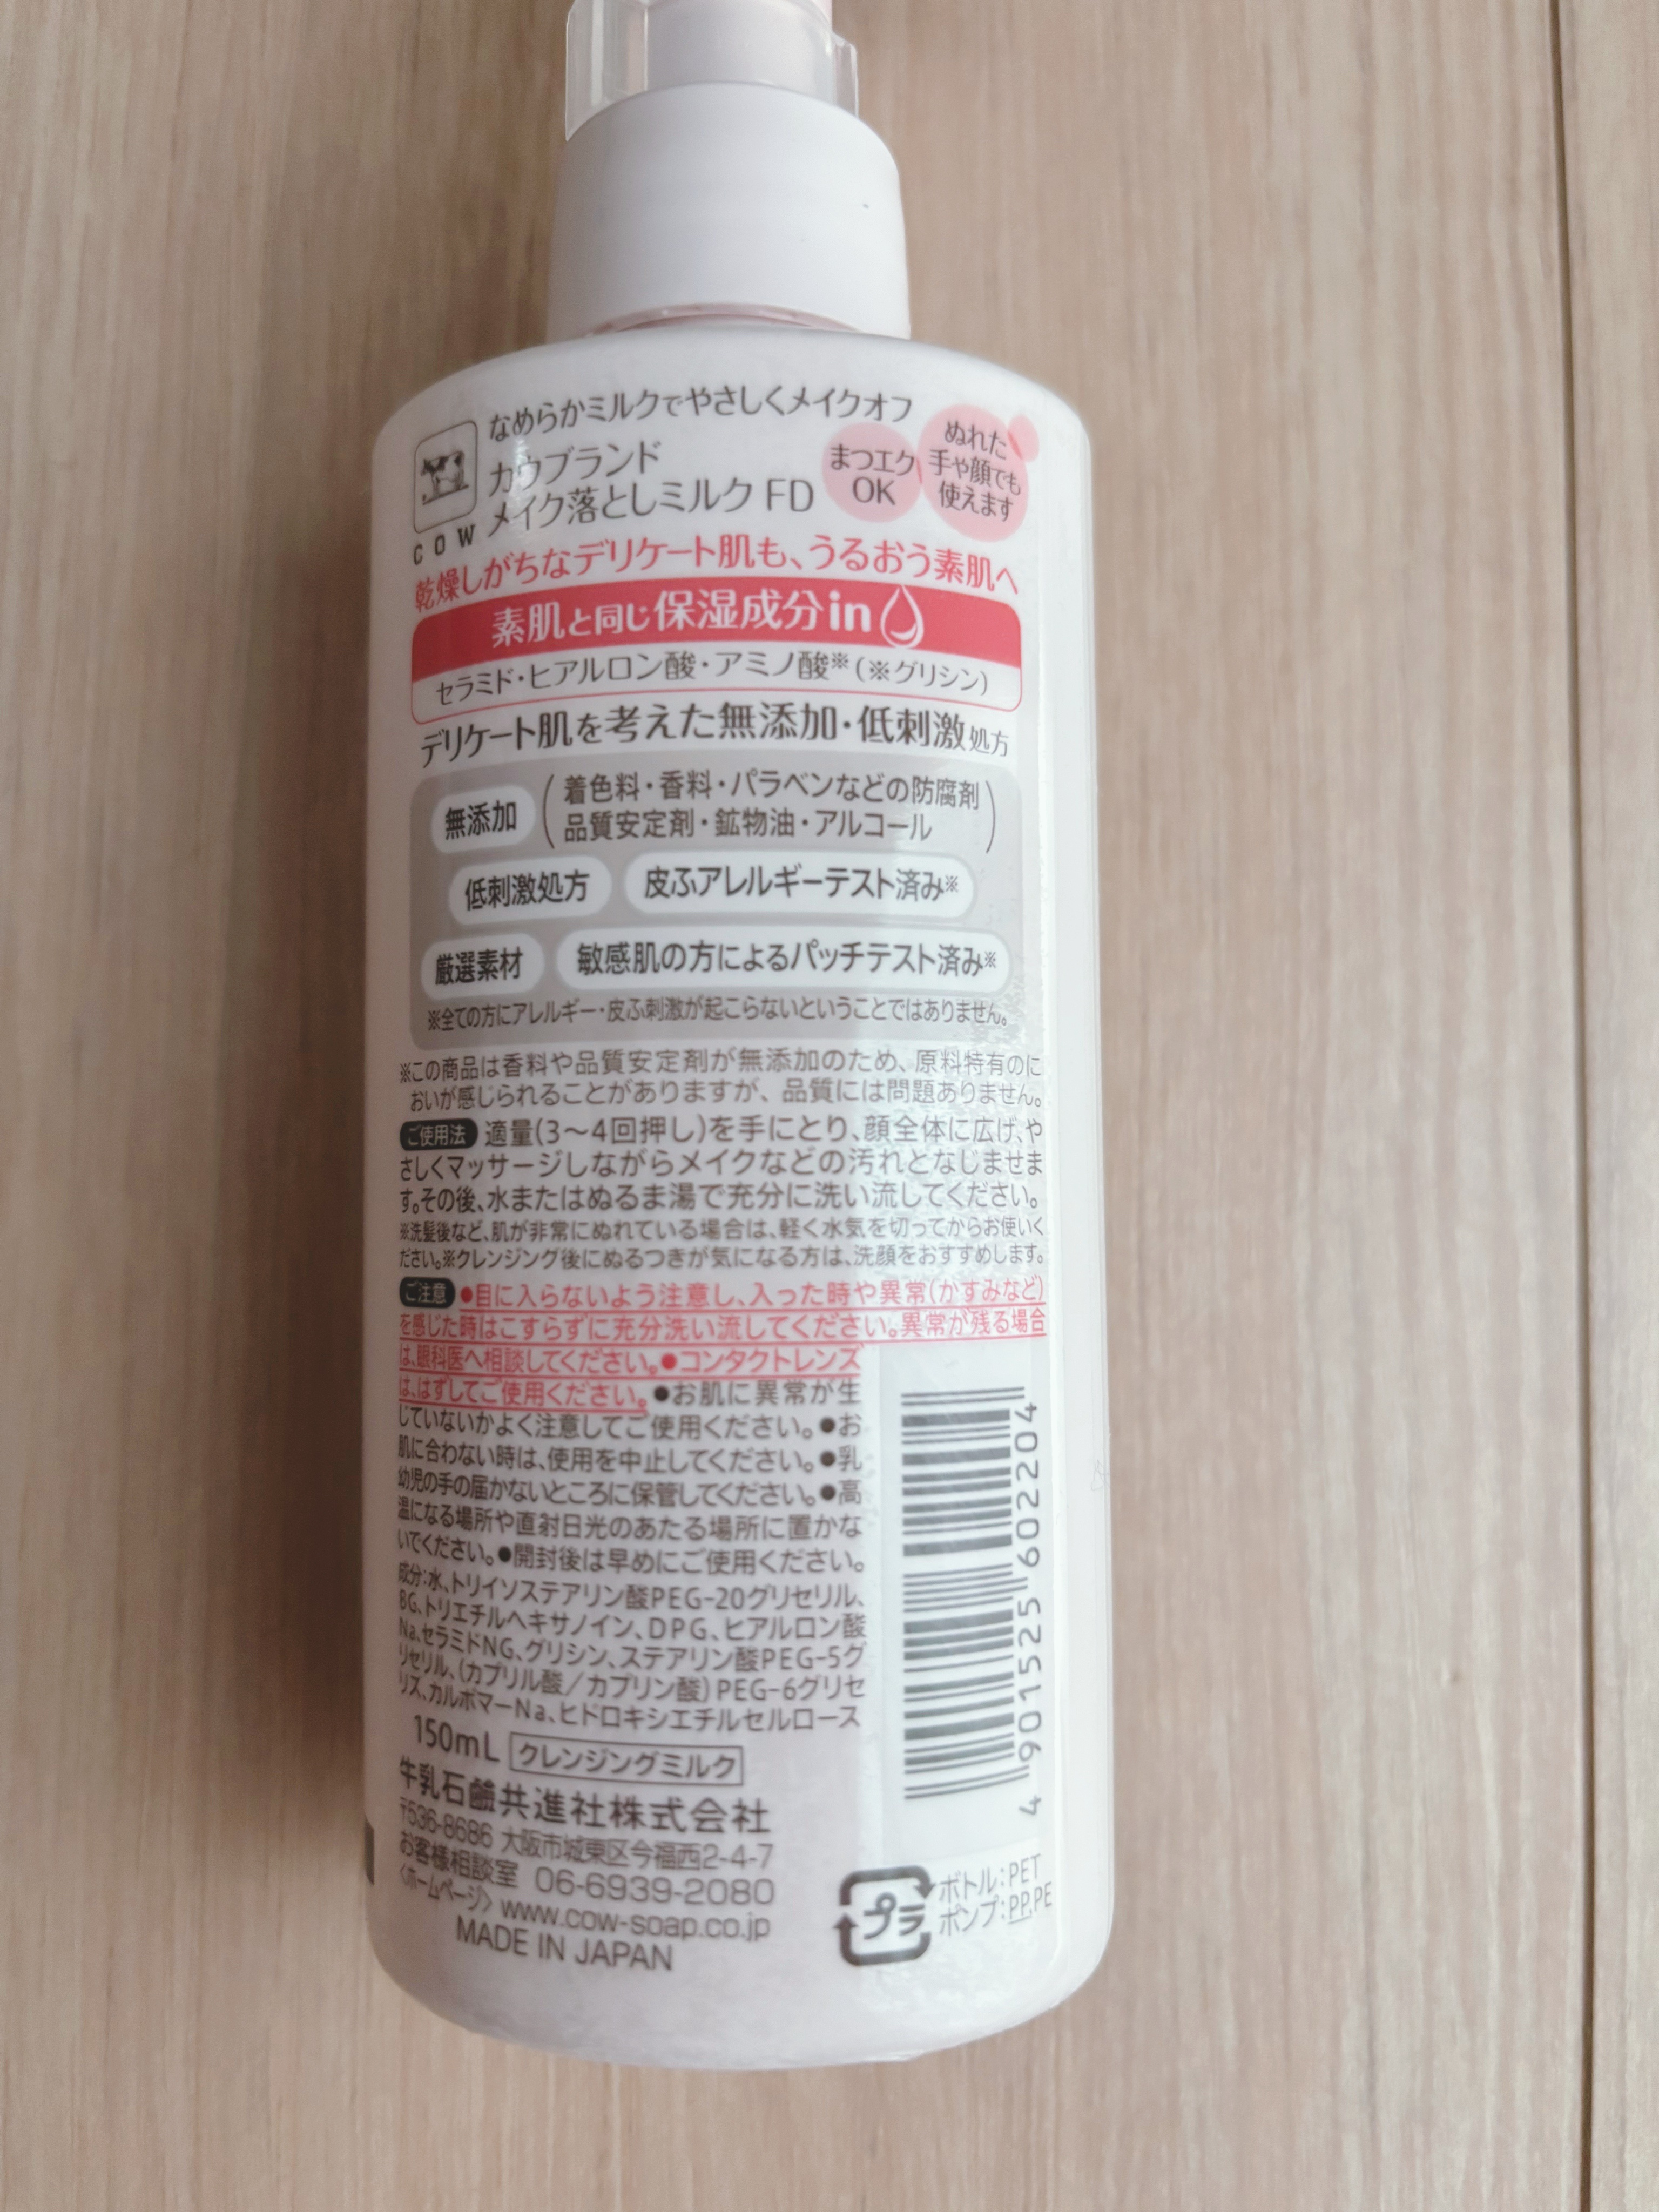 なめらかミルクでやさしくメイクオフ
カウブランド
メイク落としミルク FD
COW
まつエク
OK
ぬれた
手や顔でも
使えます
乾燥しがちなデリケート肌も、うるおう素肌へ
素肌と同じ保湿成分in
セラミド・ヒアルロン酸・アミノ酸※(※グリシン)
デリケート肌を考えた無添加・低刺激処方
無添加
着色料・香料・パラベンなどの防腐剤
品質安定剤・鉱物油・アルコール
低刺激処方 皮ふアレルギーテスト済み※
厳選素材 敏感肌の方によるパッチテスト済み※
※全ての方にアレルギー・皮ふ刺激が起こらないということではありません。
※この商品は香料や品質安定剤が無添加のため、原料特有のに
おいが感じられることがありますが、品質には問題ありません。
ご使用法 適量(3〜4回押し)を手にとり、顔全体に広げ、や
さしくマッサージしながらメイクなどの汚れとなじませま
す。その後、水またはぬるま湯で充分に洗い流してください。
※洗髪後など、肌が非常にぬれている場合は、軽く水気を切ってからお使いく
ださい。※クレンジング後にぬるつきが気になる方は、洗顔をおすすめします。
ご注意 ●目に入らないよう注意し、入った時や異常(かすみなど)
を感じた時はこすらずに充分洗い流してください。異常が残る場合
は、眼科医へ相談してください。●コンタクトレンズ
は、はずしてご使用ください。●お肌に異常が生
じていないかよく注意してご使用ください。●お
肌に合わない時は、使用を中止してください。●乳
幼児の手の届かないところに保管してください。●高
温になる場所や直射日光のあたる場所に置かな
いでください。●開封後は早めにご使用ください。
成分:水、トリイソステアリン酸PEG-20グリセリル、
BG、トリエチルヘキサノイン、DPG、ヒアルロン酸
Na、セラミドNG、グリシン、ステアリン酸PEG-5グ
リセリル、(カプリル酸/カプリン酸)PEG-6グリセ
リズ、カルボマーNa、ヒドロキシエチルセルロース
150mL クレンジングミルク
牛乳石鹼共進社株式会社
〒536-8686 大阪市城東区今福西2-4-7
お客様相談室 06-6939-2080
〈ホームページ〉www.cow-soap.co.jp
MADE IN JAPAN
4 901525 602204
プラ
ボトル:PET
ポンプ:PP,PE